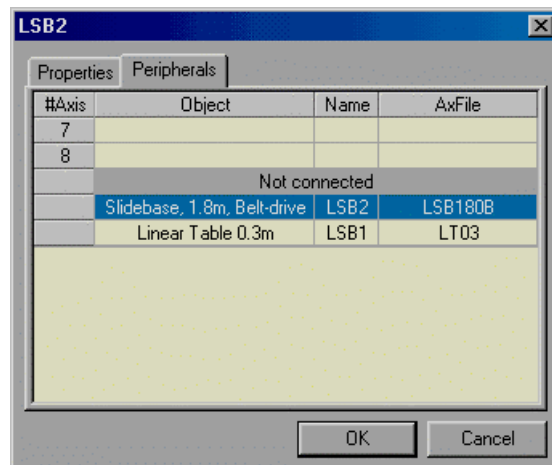 LSB2
Properties Peripherals
#Axis Object Name AxFile
7
8
Not connected
Slidebase, 1.8m, Belt-drive LSB2 LSB180B
Linear Table 0.3m LSB1 LT03
OK Cancel